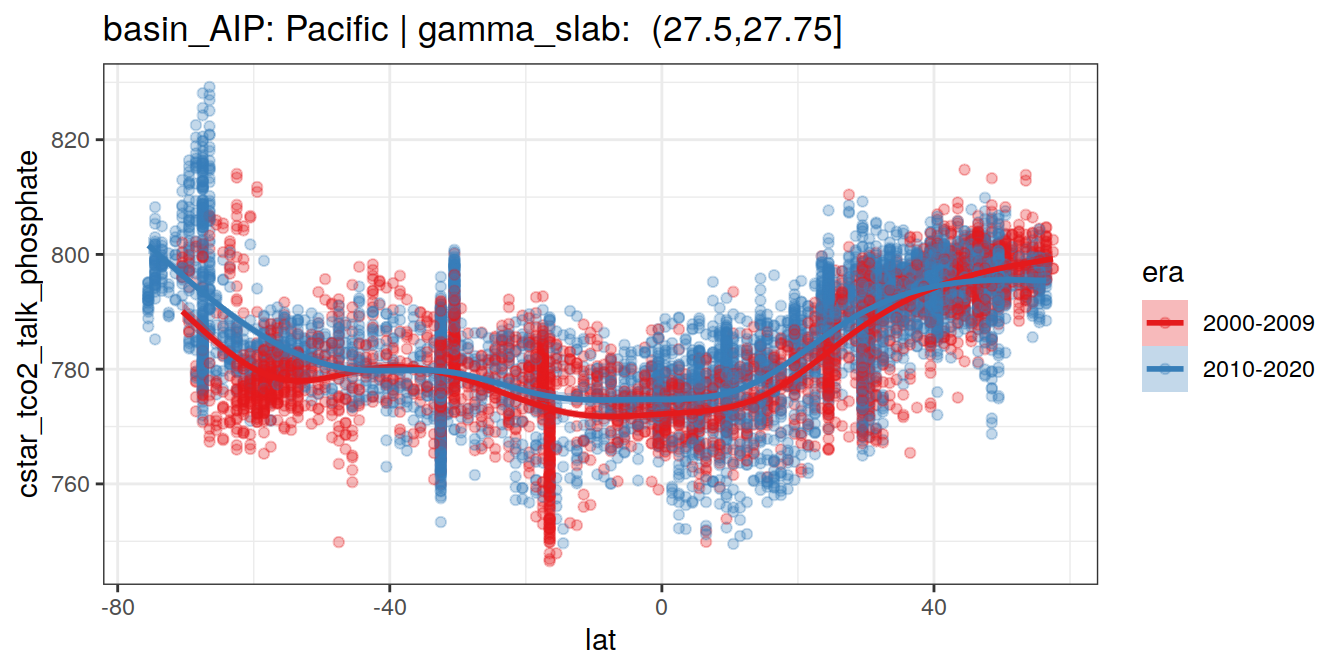 basin_AIP: Pacific | gamma_slab:  (27.5,27.75]
cstar_tco2_talk_phosphate
820
800
780
760
-80
-40
0
40
lat
era
2000-2009
2010-2020